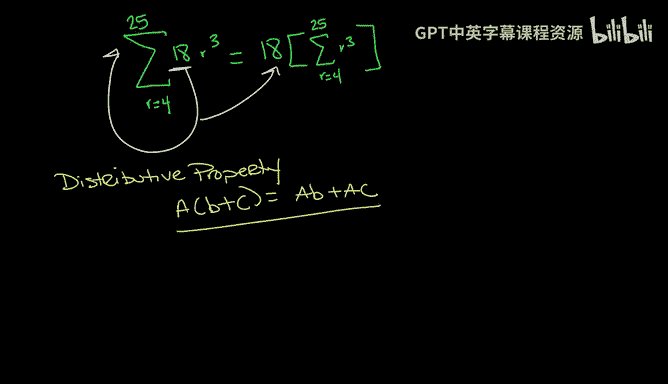 GPT中英字幕课程资源 bilibili
25 25
∑ 18 r³ = 18 [ ∑ r³ ]
r=4 r=4
Distributive Property
A(b+C) = Ab+AC